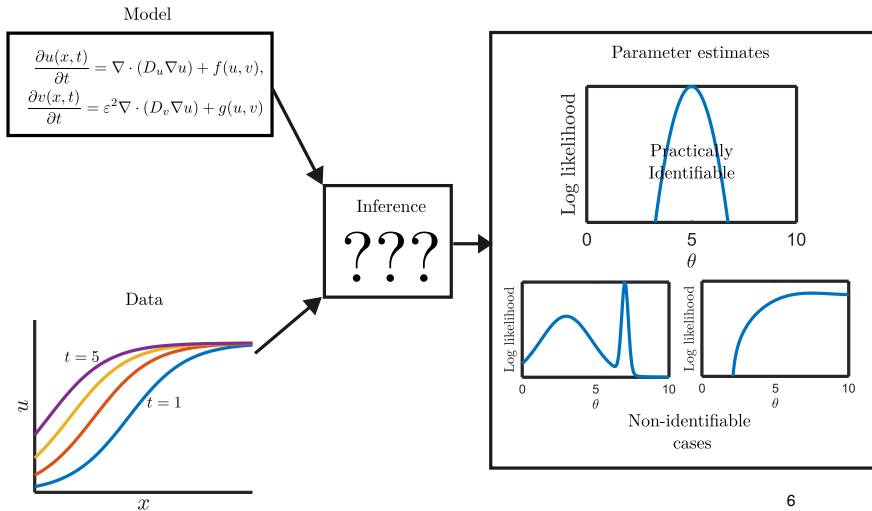 Model
∂u(x,t)/∂t = ∇ · (D_u∇u) + f(u, v),
∂v(x,t)/∂t = ε²∇ · (D_v∇u) + g(u, v)
Data
t = 5
t = 1
u
x
Inference
???
Parameter estimates
Log likelihood
Practically
Identifiable
0 5 10
θ
Log likelihood
0 5 10
θ
Log likelihood
0 5 10
θ
Non-identifiable
cases
6